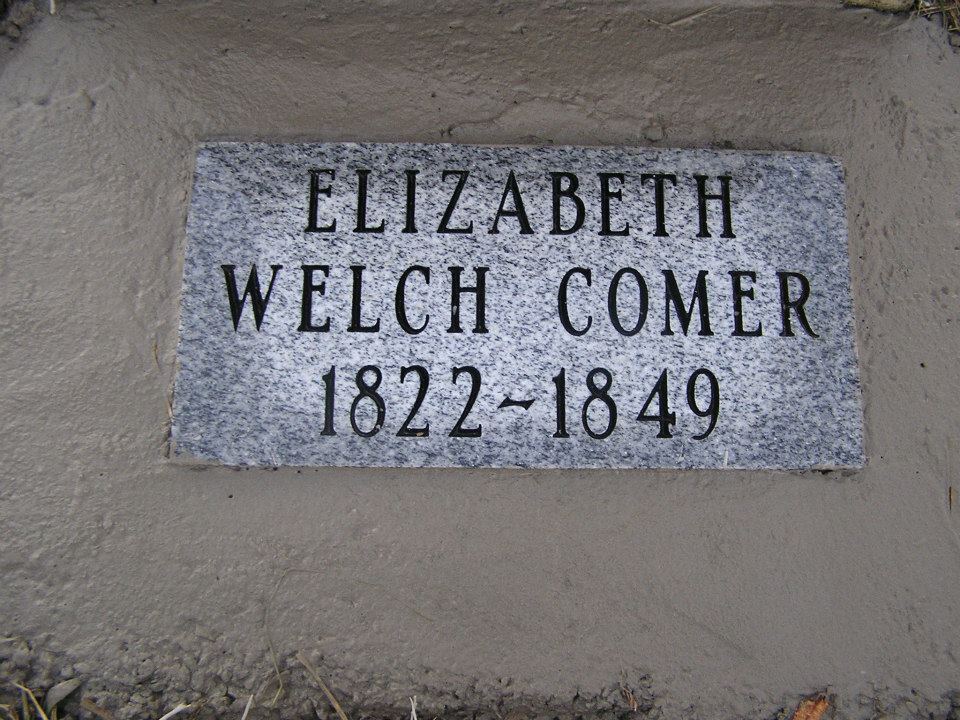 ELIZABETH
WELCH COMER
1822-1849